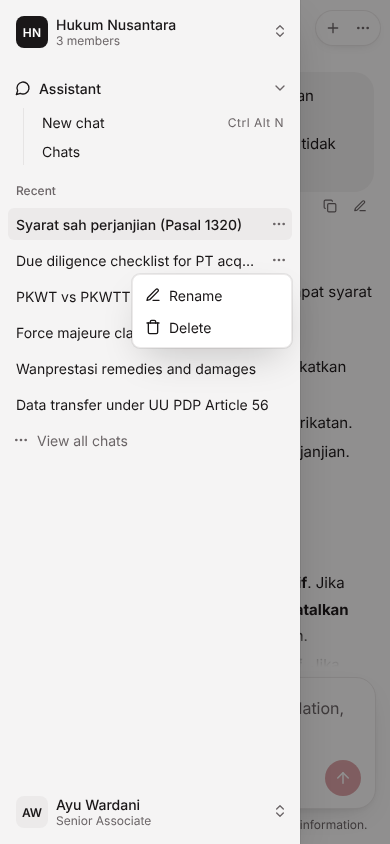 HN
Hukum Nusantara
3 members
Assistant
New chat
Ctrl Alt N
Chats
Recent
Syarat sah perjanjian (Pasal 1320)
Due diligence checklist for PT acq...
PKWT vs PKWTT
Rename
Force majeure cla
Delete
Wanprestasi remedies and damages
Data transfer under UU PDP Article 56
View all chats
AW
Ayu Wardani
Senior Associate
an
tidak
pat syarat
katkan
rikatan.
janjian.
f. Jika
atalkan
n.
lation,
information.